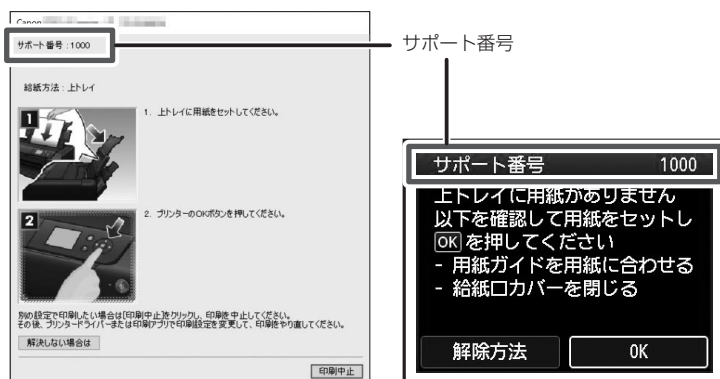 Canon
サポート番号 : 1000
給紙方法 : 上トレイ
1
1. 上トレイに用紙をセットしてください。
2
2. プリンターのOKボタンを押してください。
別の設定で印刷したい場合は[印刷中止]をクリックし、印刷を中止してください。
その後、プリンタードライバーまたは印刷アプリで印刷設定を変更して、印刷をやり直してください。
解決しない場合は
印刷中止
サポート番号
サポート番号 1000
上トレイに用紙がありません
以下を確認して用紙をセットし
OKを押してください
- 用紙ガイドを用紙に合わせる
- 給紙口カバーを閉じる
解除方法
OK